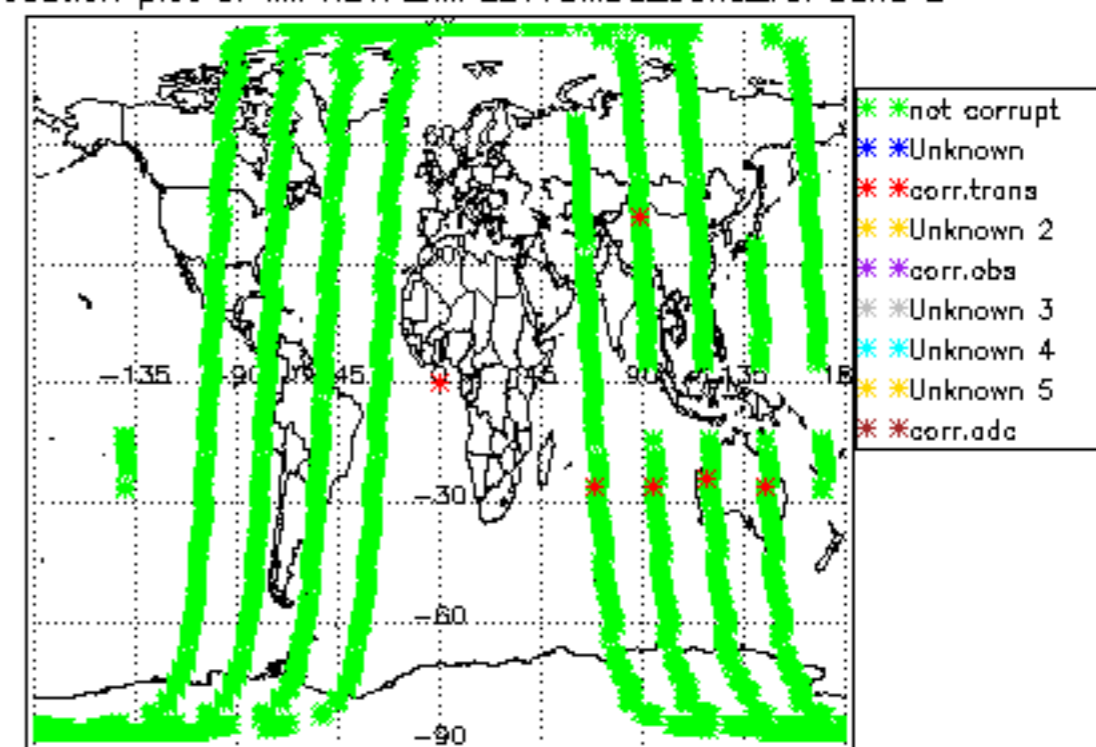 60
-135
-90
45
90
135
-30
-60
-90
not corrupt
Unknown
corr.trans
Unknown 2
corr.obs
Unknown 3
Unknown 4
Unknown 5
corr.adc